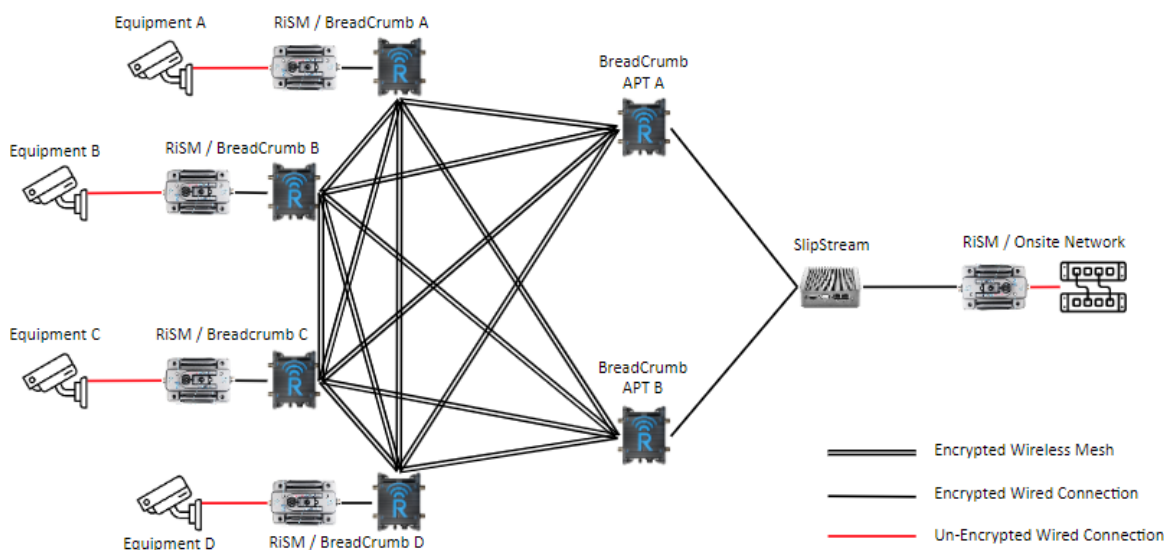 Equipment A
RiSM / BreadCrumb A
BreadCrumb
APT A
Equipment B
RiSM / BreadCrumb B
SlipStream
RiSM / Onsite Network
Equipment C
RiSM / Breadcrumb C
BreadCrumb
APT B
Encrypted Wireless Mesh
Encrypted Wired Connection
Un-Encrypted Wired Connection
Equipment D
RiSM / BreadCrumb D
R
R
R
R
R
R